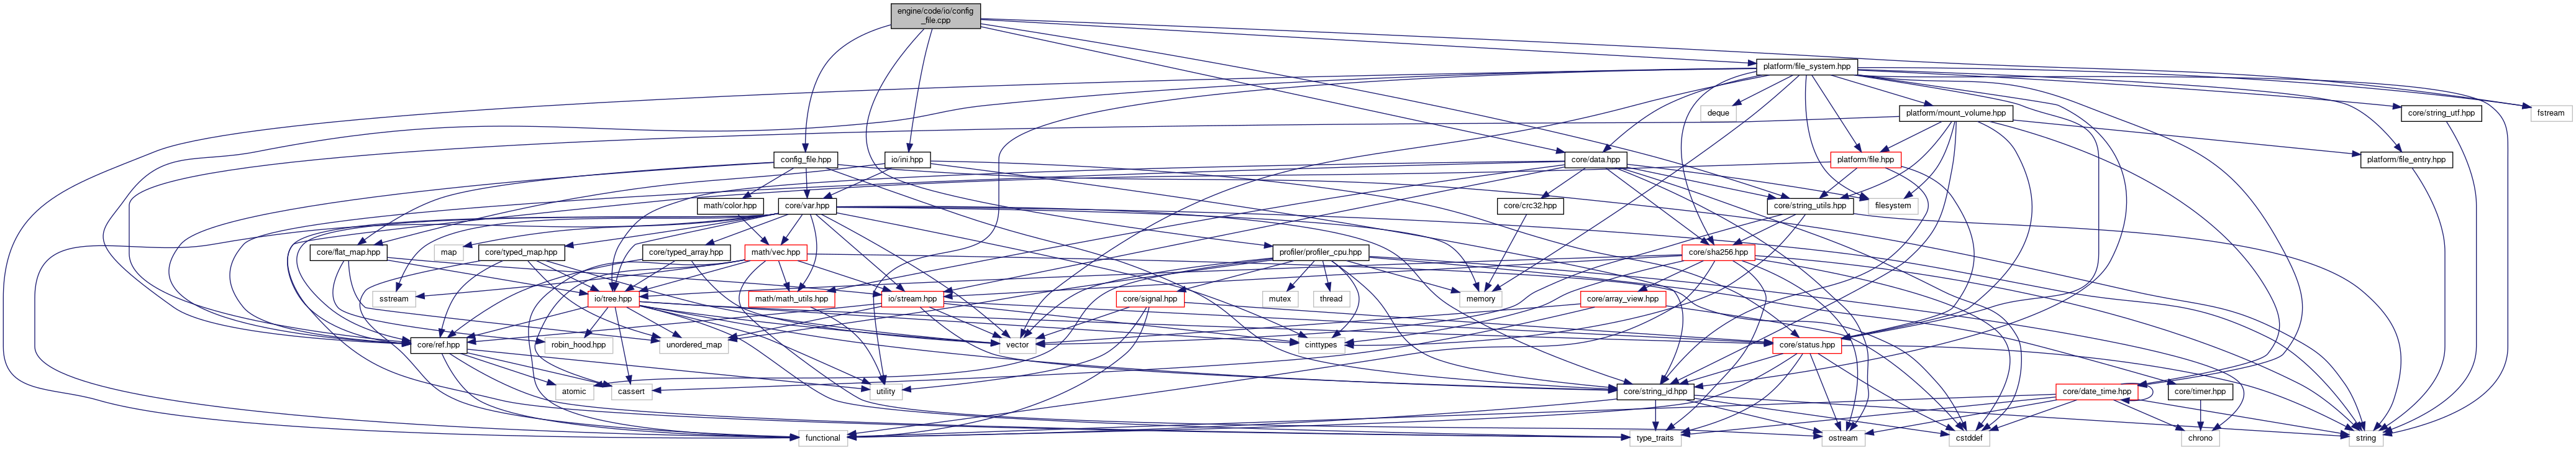 engine/code/io/config
_file.cpp
platform/file_system.hpp
deque
platform/mount_volume.hpp
core/string_utf.hpp
fstream
config_file.hpp
io/ini.hpp
core/data.hpp
platform/file.hpp
platform/file_entry.hpp
math/color.hpp
core/var.hpp
core/crc32.hpp
core/string_utils.hpp
filesystem
core/flat_map.hpp
map
core/typed_map.hpp
core/typed_array.hpp
math/vec.hpp
profiler/profiler_cpu.hpp
core/sha256.hpp
sstream
io/tree.hpp
math/math_utils.hpp
io/stream.hpp
core/signal.hpp
mutex
thread
memory
core/array_view.hpp
core/ref.hpp
robin_hood.hpp
unordered_map
vector
cinttypes
core/status.hpp
atomic
cassert
utility
core/string_id.hpp
core/date_time.hpp
core/timer.hpp
functional
type_traits
ostream
cstddef
chrono
string